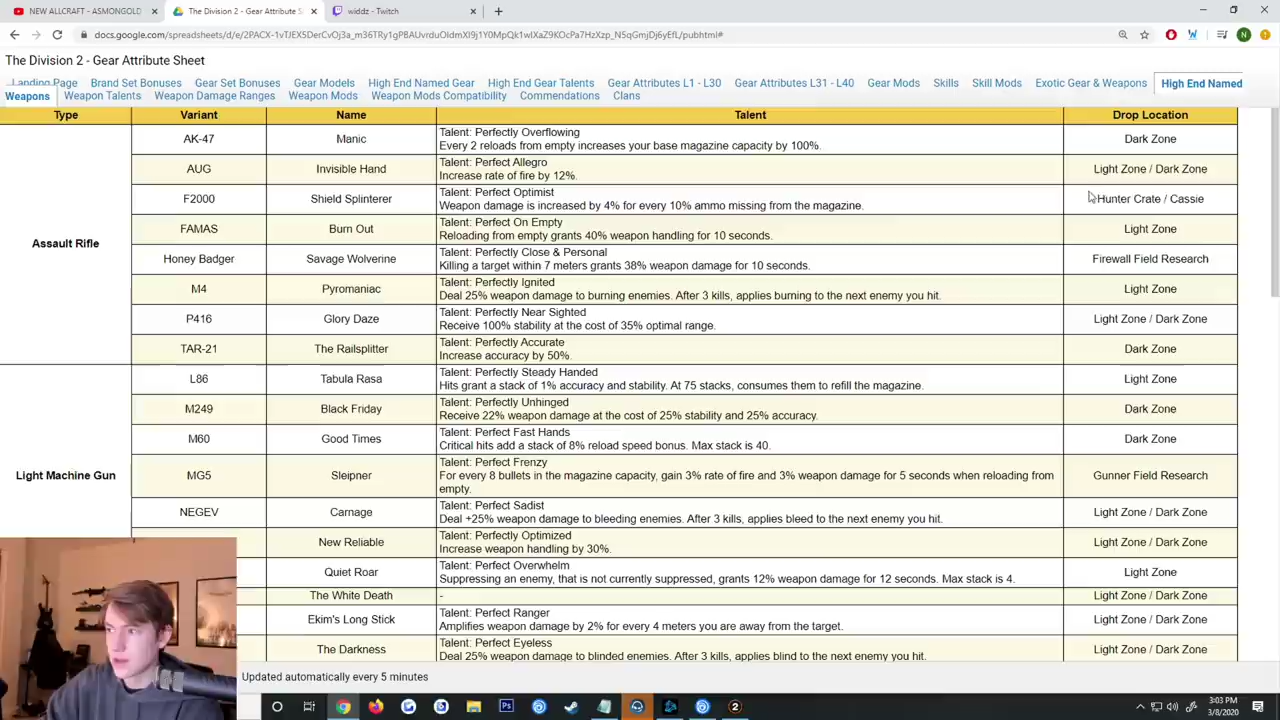 NEW ALLCRAFT - ASMONGOLD
The Division 2 - Gear Attribute S
widdz - Twitch
docs.google.com/spreadsheets/d/e/
The Division 2 - Gear Attribute Sheet
Landing Page Brand Set Bonuses Gear Set Bonuses Gear Models High End Named Gear High End Gear Talents Gear Attributes L1 - L30 Gear Attributes L31 - L40 Gear Mods Skills Skill Mods Exotic Gear & Weapons High End Named
Weapons Weapon Talents Weapon Damage Ranges Weapon Mods Weapon Mods Compatibility Commendations Clans
Type Variant Name Talent Drop Location
Assault Rifle
AK-47 Manic Talent: Perfectly Overflowing Dark Zone
Every 2 reloads from empty increases your base magazine capacity by 100%.
AUG Invisible Hand Talent: Perfect Allegro Light Zone / Dark Zone
Increase rate of fire by 12%.
F2000 Shield Splinterer Talent: Perfect Optimist Hunter Crate / Cassie
Weapon damage is increased by 4% for every 10% ammo missing from the magazine.
FAMAS Burn Out Talent: Perfect On Empty Light Zone
Reloading from empty grants 40% weapon handling for 10 seconds.
Honey Badger Savage Wolverine Talent: Perfectly Close & Personal Firewall Field Research
Killing a target within 7 meters grants 38% weapon damage for 10 seconds.
M4 Pyromaniac Talent: Perfectly Ignited Light Zone
Deal 25% weapon damage to burning enemies. After 3 kills, applies burning to the next enemy you hit.
P416 Glory Daze Talent: Perfectly Near Sighted Light Zone / Dark Zone
Receive 100% stability at the cost of 35% optimal range.
TAR-21 The Railsplitter Talent: Perfectly Accurate Dark Zone
Increase accuracy by 50%.
Light Machine Gun
L86 Tabula Rasa Talent: Perfectly Steady Handed Light Zone
Hits grant a stack of 1% accuracy and stability. At 75 stacks, consumes them to refill the magazine.
M249 Black Friday Talent: Perfectly Unhinged Dark Zone
Receive 22% weapon damage at the cost of 25% stability and 25% accuracy.
M60 Good Times Talent: Perfect Fast Hands Dark Zone
Critical hits add a stack of 8% reload speed bonus. Max stack is 40.
MG5 Sleipner Talent: Perfect Frenzy Gunner Field Research
For every 8 bullets in the magazine capacity, gain 3% rate of fire and 3% weapon damage for 5 seconds when reloading from
empty.
NEGEV Carnage Talent: Perfect Sadist Light Zone / Dark Zone
Deal +25% weapon damage to bleeding enemies. After 3 kills, applies bleed to the next enemy you hit.
New Reliable Talent: Perfectly Optimized Light Zone / Dark Zone
Increase weapon handling by 30%.
Quiet Roar Talent: Perfect Overwhelm Light Zone
Suppressing an enemy, that is not currently suppressed, grants 12% weapon damage for 12 seconds. Max stack is 4.
The White Death - Light Zone / Dark Zone
Ekim's Long Stick Talent: Perfect Ranger Light Zone / Dark Zone
Amplifies weapon damage by 2% for every 4 meters you are away from the target.
The Darkness Talent: Perfect Eyeless Light Zone / Dark Zone
Deal 25% weapon damage to blinded enemies. After 3 kills, applies blind to the next enemy you hit.
Updated automatically every 5 minutes
3:03 PM
3/8/2020